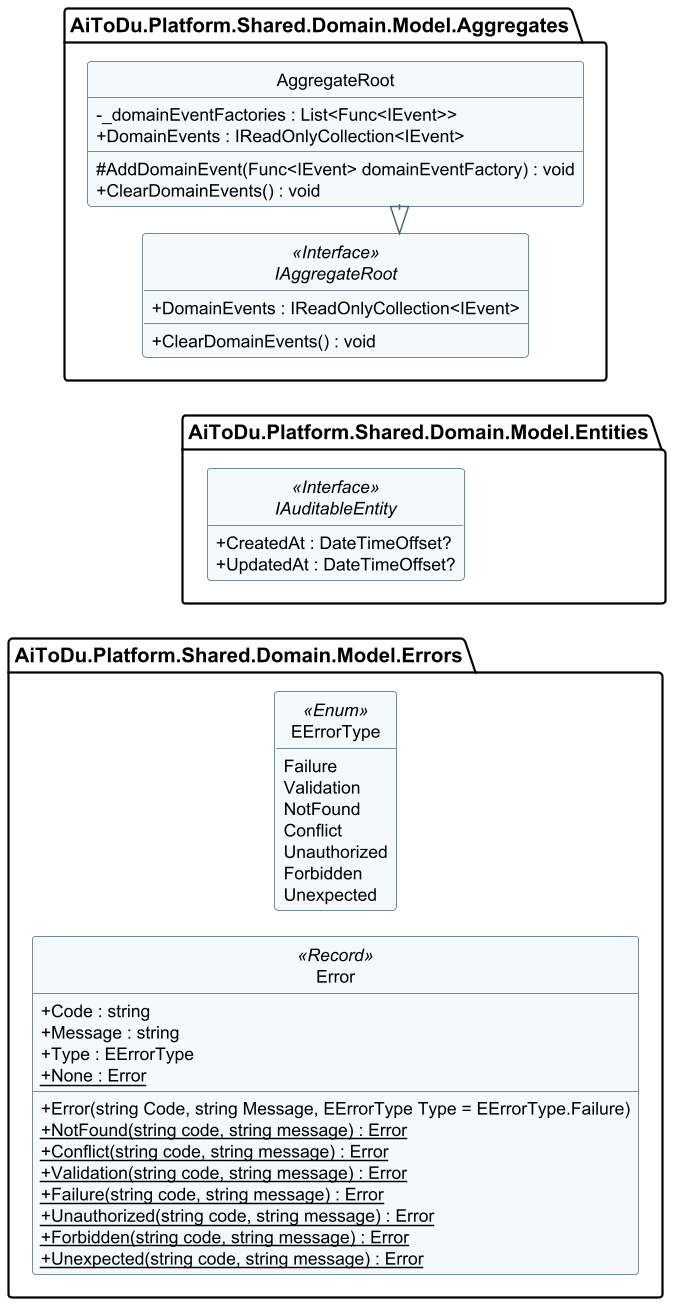 AiToDu.Platform.Shared.Domain.Model.Aggregates
AggregateRoot
-_domainEventFactories : List<Func<IEvent>>
+DomainEvents : IReadOnlyCollection<IEvent>
#AddDomainEvent(Func<IEvent> domainEventFactory) : void
+ClearDomainEvents() : void
«Interface»
IAggregateRoot
+DomainEvents : IReadOnlyCollection<IEvent>
+ClearDomainEvents() : void
AiToDu.Platform.Shared.Domain.Model.Entities
«Interface»
IAuditableEntity
+CreatedAt : DateTimeOffset?
+UpdatedAt : DateTimeOffset?
AiToDu.Platform.Shared.Domain.Model.Errors
«Enum»
EErrorType
Failure
Validation
NotFound
Conflict
Unauthorized
Forbidden
Unexpected
«Record»
Error
+Code : string
+Message : string
+Type : EErrorType
+None : Error
+Error(string Code, string Message, EErrorType Type = EErrorType.Failure)
+NotFound(string code, string message) : Error
+Conflict(string code, string message) : Error
+Validation(string code, string message) : Error
+Failure(string code, string message) : Error
+Unauthorized(string code, string message) : Error
+Forbidden(string code, string message) : Error
+Unexpected(string code, string message) : Error